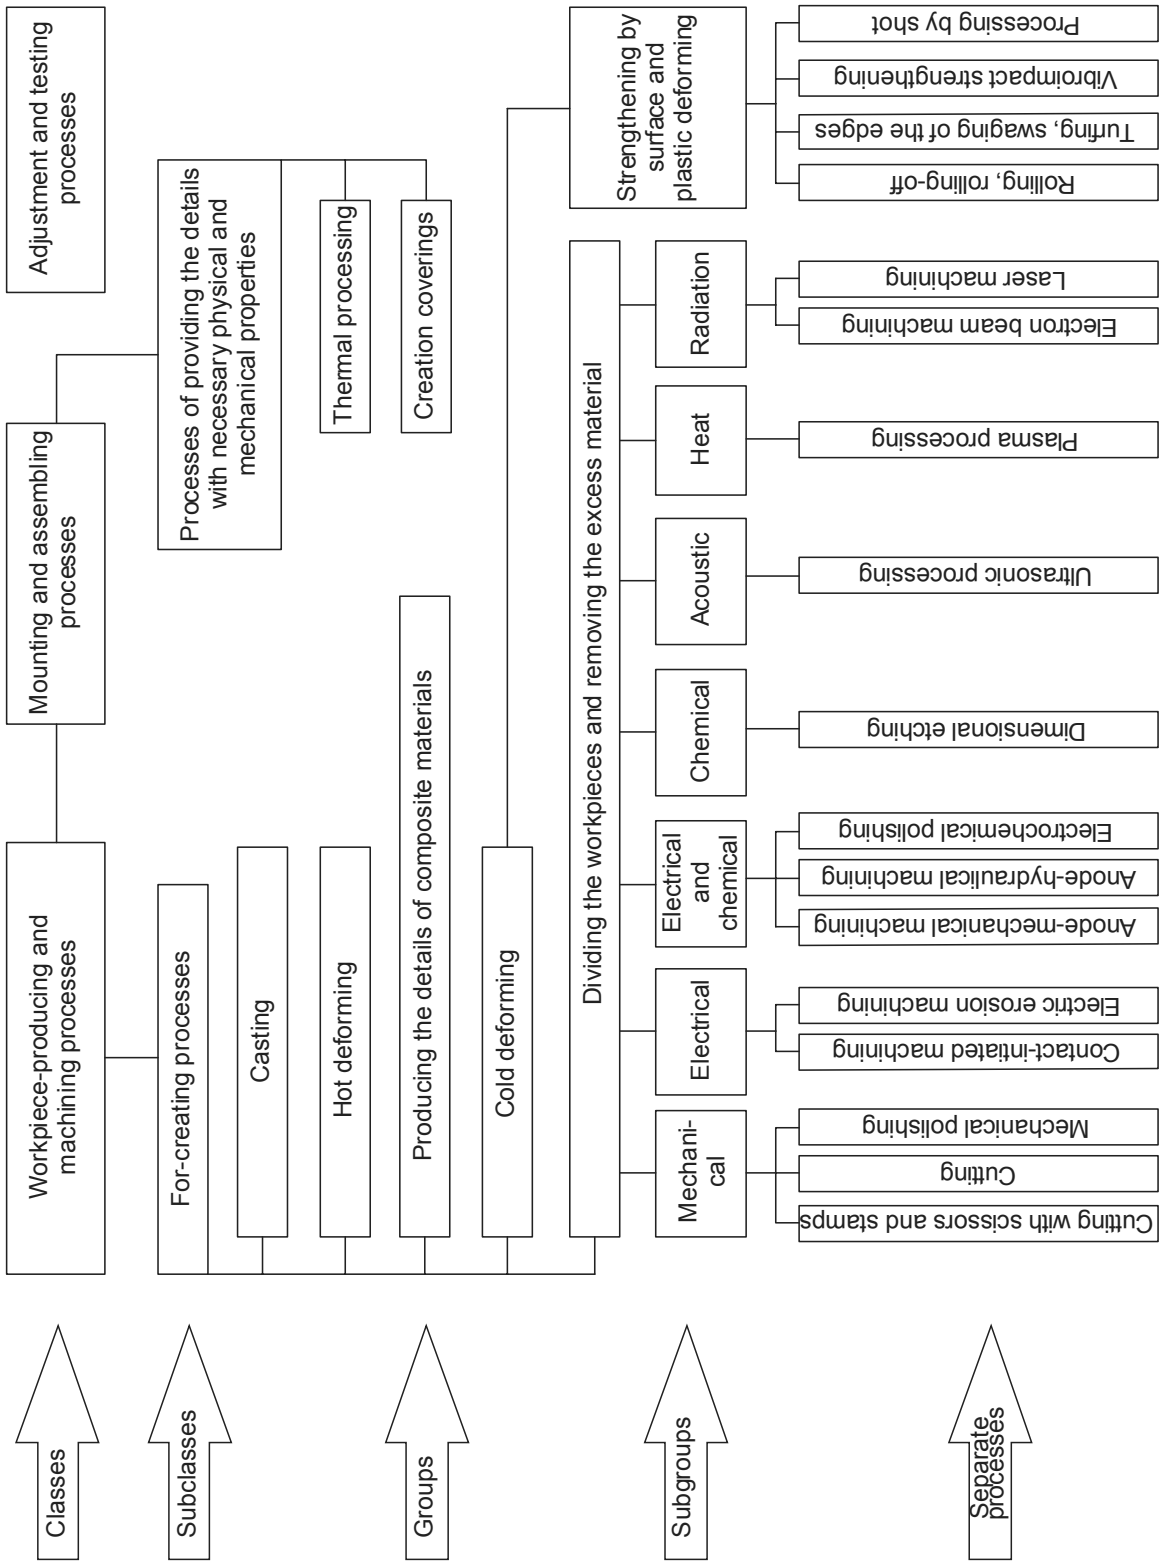 Classes
Workpiece-producing and
machining processes
Mounting and assembling
processes
Adjustment and testing
processes
Subclasses
For-creating processes
Processes of providing the details
with necessary physical and
mechanical properties
Groups
Casting
Hot deforming
Producing the details of composite materials
Cold deforming
Dividing the workpieces and removing the excess material
Thermal processing
Creation coverings
Subgroups
Mechani-
cal
Electrical
Electrical
and
chemical
Chemical
Acoustic
Heat
Radiation
Strengthening by
surface and
plastic deforming
Separate
processes
Cutting with scissors and stamps
Cutting
Mechanical polishing
Contact-intiated machining
Electric erosion machining
Anode-mechanical machining
Anode-hydraulical machining
Electrochemical polishing
Dimensional etching
Ultrasonic processing
Plasma processing
Electron beam machining
Laser machining
Rolling, rolling-off
Turfing, swaging of the edges
Vibroimpact strengthening
Processing by shot